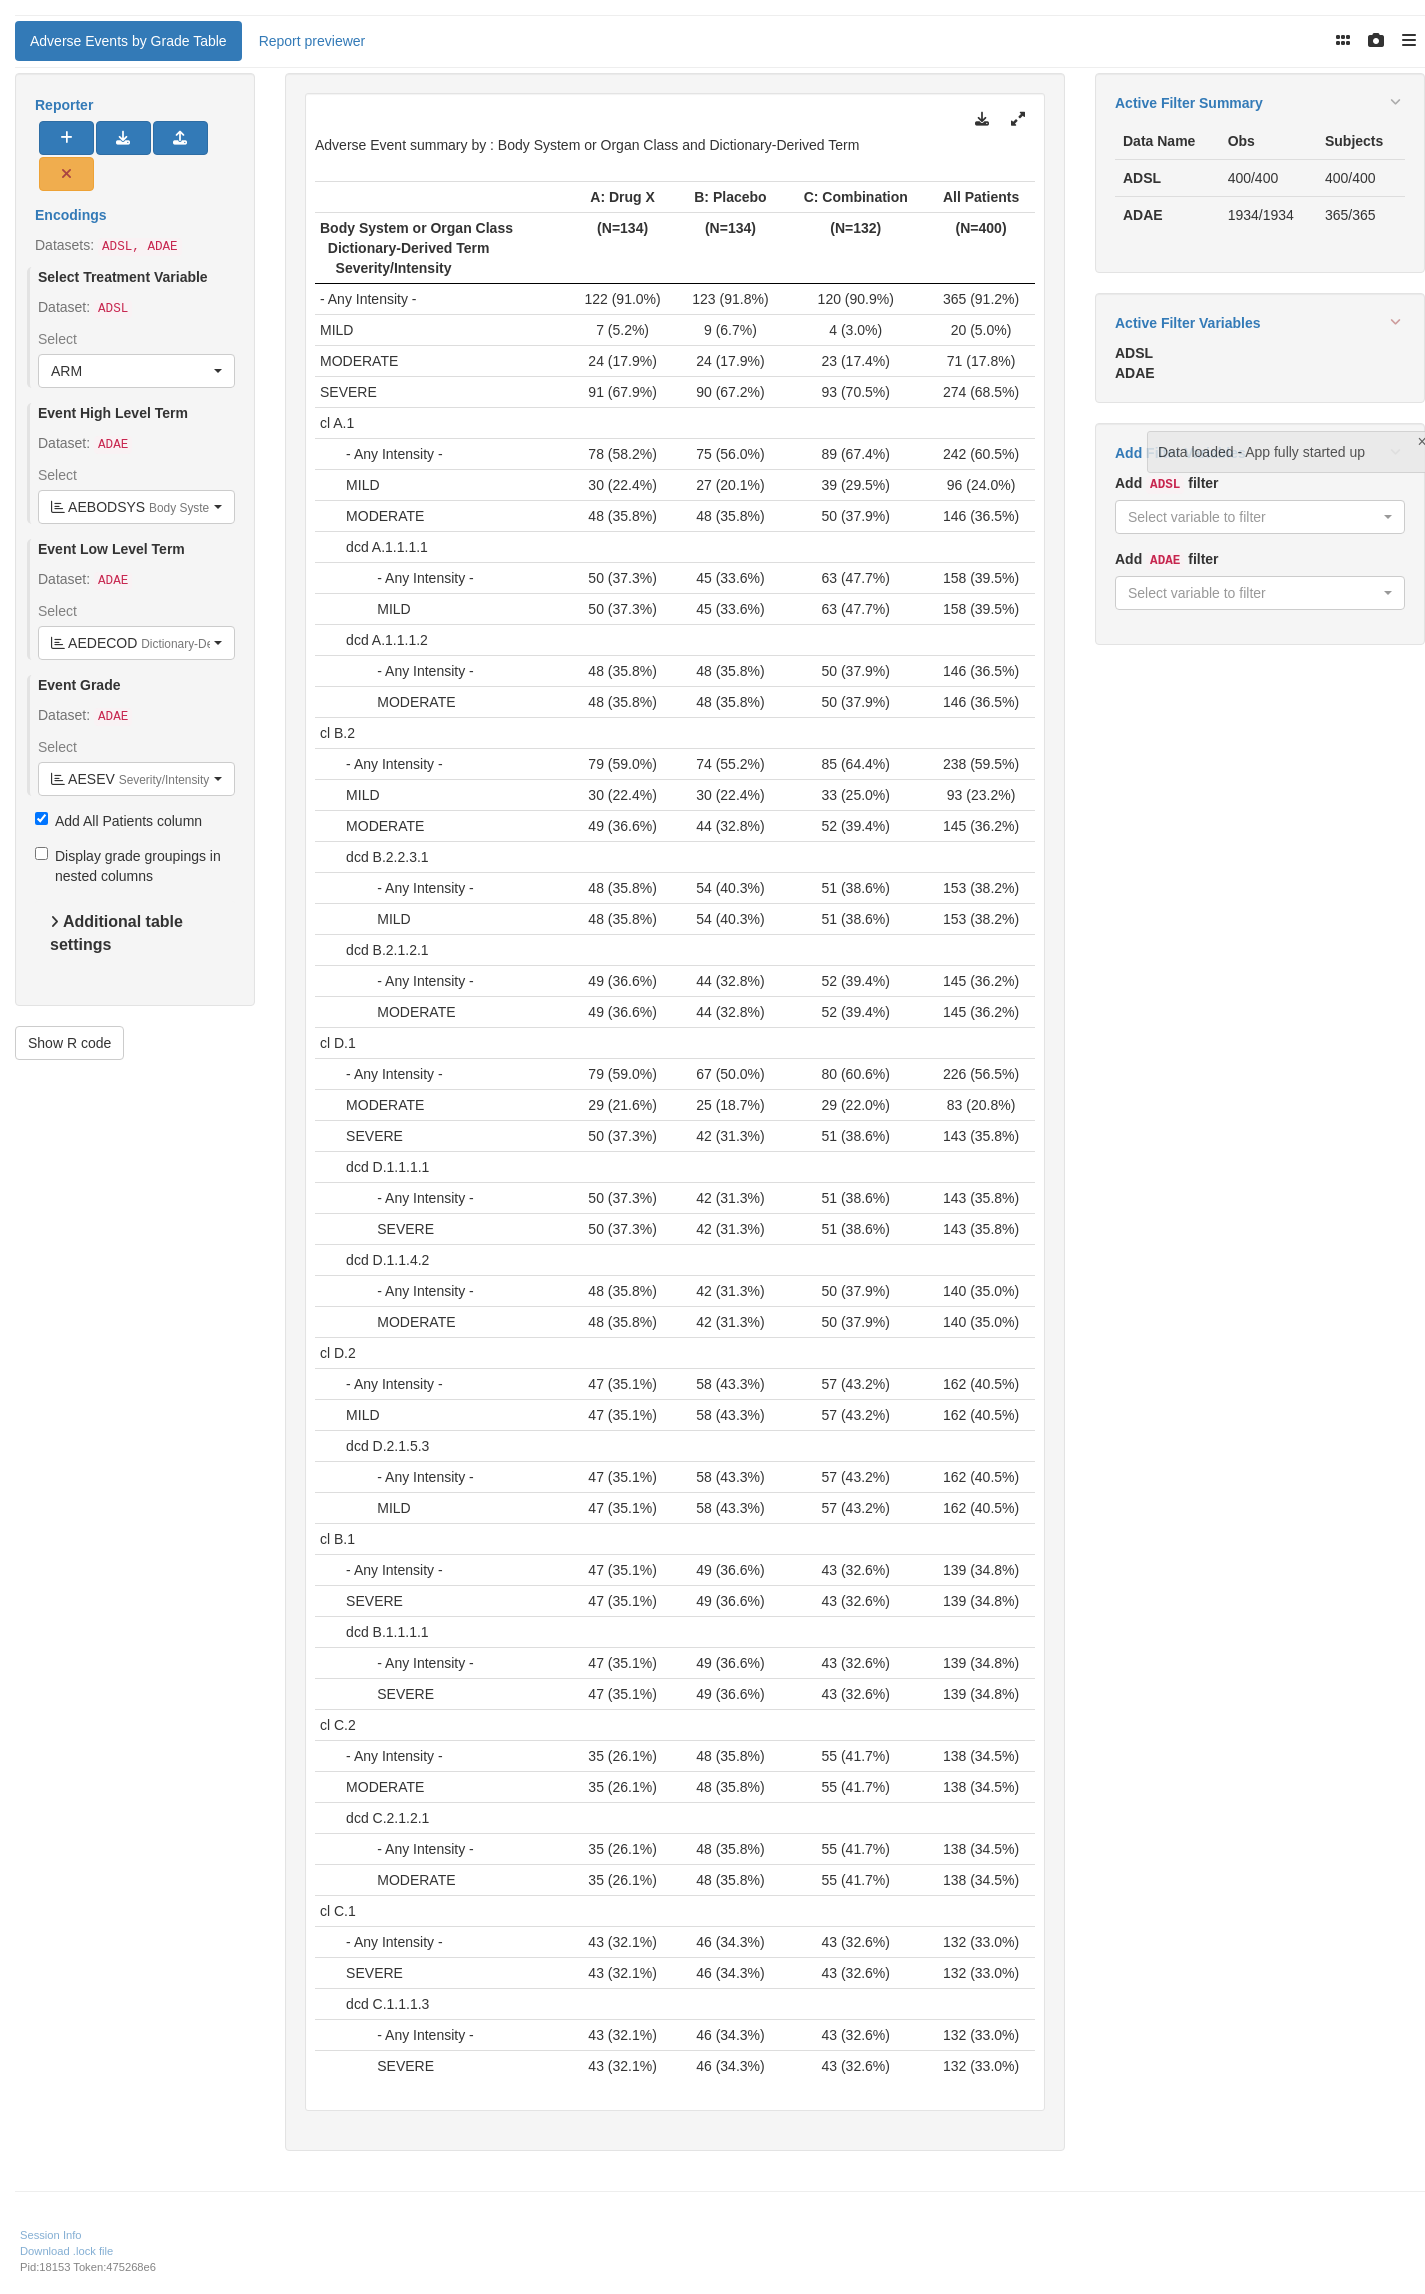 Adverse Events by Grade Table Report previewer
Reporter
Encodings
Datasets: ADSL, ADAE
Select Treatment Variable
Dataset: ADSL
Select
ARM
Event High Level Term
Dataset: ADAE
Select
AEBODSYS Body Syste
Event Low Level Term
Dataset: ADAE
Select
AEDECOD Dictionary-De
Event Grade
Dataset: ADAE
Select
AESEV Severity/Intensity
Add All Patients column
Display grade groupings in
nested columns
Additional table
settings
Show R code
Adverse Event summary by : Body System or Organ Class and Dictionary-Derived Term
A: Drug X B: Placebo C: Combination All Patients
Body System or Organ Class (N=134) (N=134) (N=132) (N=400)
Dictionary-Derived Term
Severity/Intensity
- Any Intensity - 122 (91.0%) 123 (91.8%) 120 (90.9%) 365 (91.2%)
MILD 7 (5.2%) 9 (6.7%) 4 (3.0%) 20 (5.0%)
MODERATE 24 (17.9%) 24 (17.9%) 23 (17.4%) 71 (17.8%)
SEVERE 91 (67.9%) 90 (67.2%) 93 (70.5%) 274 (68.5%)
cl A.1
- Any Intensity - 78 (58.2%) 75 (56.0%) 89 (67.4%) 242 (60.5%)
MILD 30 (22.4%) 27 (20.1%) 39 (29.5%) 96 (24.0%)
MODERATE 48 (35.8%) 48 (35.8%) 50 (37.9%) 146 (36.5%)
dcd A.1.1.1.1
- Any Intensity - 50 (37.3%) 45 (33.6%) 63 (47.7%) 158 (39.5%)
MILD 50 (37.3%) 45 (33.6%) 63 (47.7%) 158 (39.5%)
dcd A.1.1.1.2
- Any Intensity - 48 (35.8%) 48 (35.8%) 50 (37.9%) 146 (36.5%)
MODERATE 48 (35.8%) 48 (35.8%) 50 (37.9%) 146 (36.5%)
cl B.2
- Any Intensity - 79 (59.0%) 74 (55.2%) 85 (64.4%) 238 (59.5%)
MILD 30 (22.4%) 30 (22.4%) 33 (25.0%) 93 (23.2%)
MODERATE 49 (36.6%) 44 (32.8%) 52 (39.4%) 145 (36.2%)
dcd B.2.2.3.1
- Any Intensity - 48 (35.8%) 54 (40.3%) 51 (38.6%) 153 (38.2%)
MILD 48 (35.8%) 54 (40.3%) 51 (38.6%) 153 (38.2%)
dcd B.2.1.2.1
- Any Intensity - 49 (36.6%) 44 (32.8%) 52 (39.4%) 145 (36.2%)
MODERATE 49 (36.6%) 44 (32.8%) 52 (39.4%) 145 (36.2%)
cl D.1
- Any Intensity - 79 (59.0%) 67 (50.0%) 80 (60.6%) 226 (56.5%)
MODERATE 29 (21.6%) 25 (18.7%) 29 (22.0%) 83 (20.8%)
SEVERE 50 (37.3%) 42 (31.3%) 51 (38.6%) 143 (35.8%)
dcd D.1.1.1.1
- Any Intensity - 50 (37.3%) 42 (31.3%) 51 (38.6%) 143 (35.8%)
SEVERE 50 (37.3%) 42 (31.3%) 51 (38.6%) 143 (35.8%)
dcd D.1.1.4.2
- Any Intensity - 48 (35.8%) 42 (31.3%) 50 (37.9%) 140 (35.0%)
MODERATE 48 (35.8%) 42 (31.3%) 50 (37.9%) 140 (35.0%)
cl D.2
- Any Intensity - 47 (35.1%) 58 (43.3%) 57 (43.2%) 162 (40.5%)
MILD 47 (35.1%) 58 (43.3%) 57 (43.2%) 162 (40.5%)
dcd D.2.1.5.3
- Any Intensity - 47 (35.1%) 58 (43.3%) 57 (43.2%) 162 (40.5%)
MILD 47 (35.1%) 58 (43.3%) 57 (43.2%) 162 (40.5%)
cl B.1
- Any Intensity - 47 (35.1%) 49 (36.6%) 43 (32.6%) 139 (34.8%)
SEVERE 47 (35.1%) 49 (36.6%) 43 (32.6%) 139 (34.8%)
dcd B.1.1.1.1
- Any Intensity - 47 (35.1%) 49 (36.6%) 43 (32.6%) 139 (34.8%)
SEVERE 47 (35.1%) 49 (36.6%) 43 (32.6%) 139 (34.8%)
cl C.2
- Any Intensity - 35 (26.1%) 48 (35.8%) 55 (41.7%) 138 (34.5%)
MODERATE 35 (26.1%) 48 (35.8%) 55 (41.7%) 138 (34.5%)
dcd C.2.1.2.1
- Any Intensity - 35 (26.1%) 48 (35.8%) 55 (41.7%) 138 (34.5%)
MODERATE 35 (26.1%) 48 (35.8%) 55 (41.7%) 138 (34.5%)
cl C.1
- Any Intensity - 43 (32.1%) 46 (34.3%) 43 (32.6%) 132 (33.0%)
SEVERE 43 (32.1%) 46 (34.3%) 43 (32.6%) 132 (33.0%)
dcd C.1.1.1.3
- Any Intensity - 43 (32.1%) 46 (34.3%) 43 (32.6%) 132 (33.0%)
SEVERE 43 (32.1%) 46 (34.3%) 43 (32.6%) 132 (33.0%)
Active Filter Summary
Data Name Obs Subjects
ADSL 400/400 400/400
ADAE 1934/1934 365/365
Active Filter Variables
ADSL
ADAE
Add
Data loaded - App fully started up
Add ADSL filter
Select variable to filter
Add ADAE filter
Select variable to filter
Session Info
Download .lock file
Pid:18153 Token:475268e6